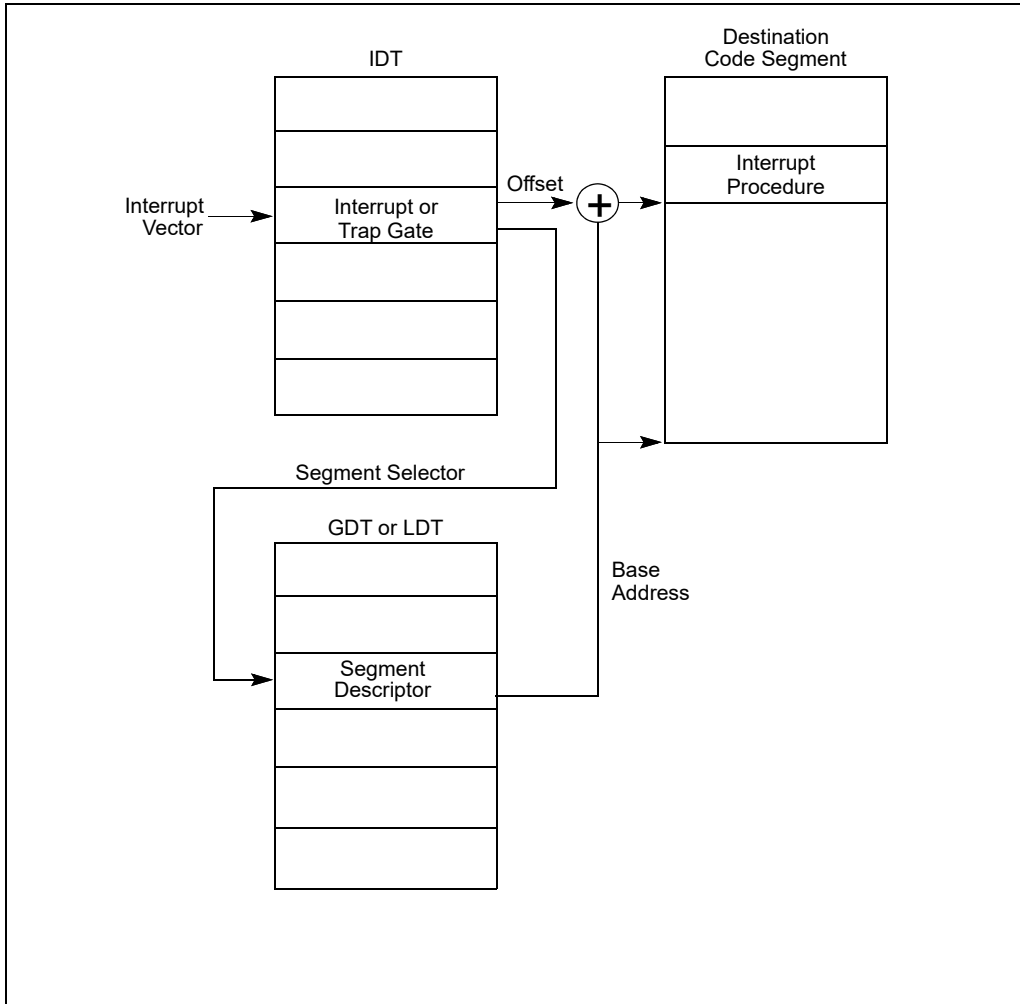 IDT
Destination
Code Segment
Interrupt
Vector
Interrupt or
Trap Gate
Offset
+
Interrupt
Procedure
Segment Selector
GDT or LDT
Segment
Descriptor
Base
Address